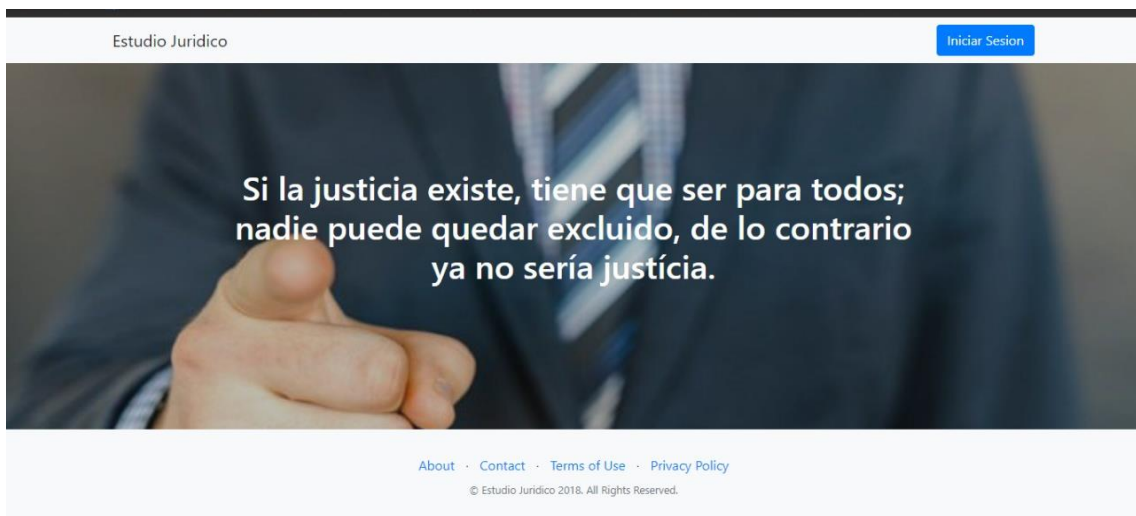 Estudio Juridico
Iniciar Sesion
Si la justicia existe, tiene que ser para todos;
nadie puede quedar excluido, de lo contrario
ya no sería justícia.
About · Contact · Terms of Use · Privacy Policy
© Estudio Juridico 2018. All Rights Reserved.